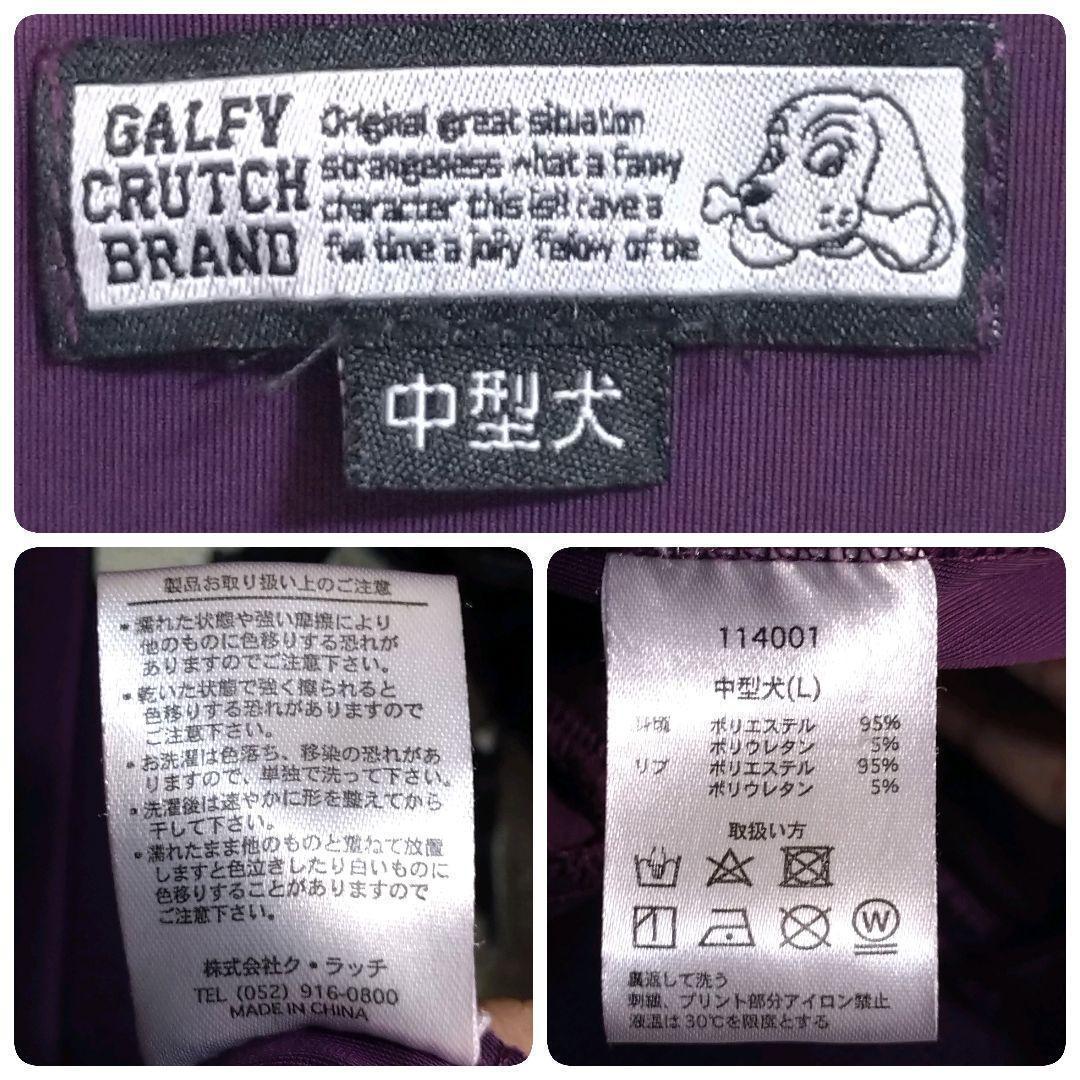 GALFY
CRUTCH
BRAND
Original great situation
strangeness what a fanny
character this isll rave a
fun time a jolly fellow of the
中型犬
製品お取り扱い上のご注意
・濡れた状態や強い摩擦により
他のものに色移りする恐れが
ありますのでご注意下さい。
・乾いた状態で強く擦られると
色移りする恐れがありますので
ご注意下さい。
・お洗濯は色落ち、移染の恐れがあ
りますので、単独で洗って下さい。
・洗濯後は速やかに形を整えてから
干して下さい。
・濡れたまま他のものと重ねて放置
しますと色泣きしたり白いものに
色移りすることがありますので
ご注意下さい。
株式会社ク・ラッチ
TEL (052) 916-0800
MADE IN CHINA
114001
中型犬(L)
身頃 ポリエステル 95%
ポリウレタン 5%
リブ ポリエステル 95%
ポリウレタン 5%
取扱い方
W
裏返して洗う
刺繍、プリント部分アイロン禁止
液温は30℃を限度とする